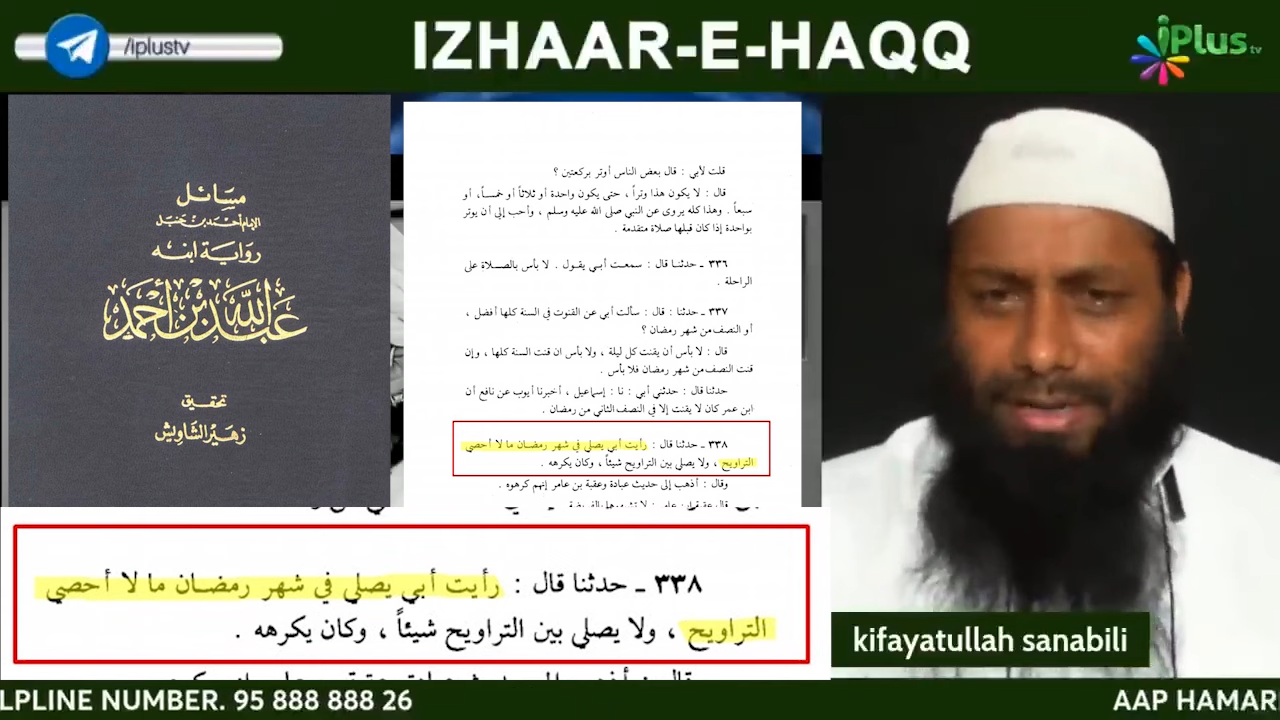 /iplustv
IZHAAR-E-HAQQ
iPlus tv
مسائل
الإمام أحمد بن حنبل
رواية ابنه
عبد الله بن أحمد
تحقيق
زهير الشاويش
قلت لأبي : قال بعض الناس أوتر بركعتين ؟
قال : لا يكون هذا وتراً ، حتى يكون واحدة أو ثلاثاً أو خمساً ، أو
سبعاً . وهذا كله يروى عن النبي صلى الله عليه وسلم ، وأحب إلى أن يوتر
بواحدة إذا كان قبلها صلاة متقدمة .
٣٣٦ ـ حدثنا قال : سمعت أبي يقول . لا بأس بالصلاة على
الراحلة .
٣٣٧ ـ حدثنا : قال : سألت أبي عن القنوت في السنة كلها أفضل ،
أو النصف من شهر رمضان ؟
قال : لا بأس أن يقنت كل ليلة ، ولا بأس ان قنت السنة كلها ، وإن
قنت النصف من شهر رمضان فلا بأس .
حدثنا قال : حدثني أبي : نا : إسماعيل ، أخبرنا أيوب عن نافع أن
ابن عمر كان لا يقنت إلا في النصف الثاني من رمضان .
٣٣٨ ـ حدثنا قال : رأيت أبي يصلي في شهر رمضان ما لا أحصي
التراويح ، ولا يصلي بين التراويح شيئاً ، وكان يكرهه .
وقال : أذهب إلى حديث عبادة وعقبة بن عامر إنهم كرهوه .
٣٣٨ ـ حدثنا قال : رأيت أبي يصلي في شهر رمضان ما لا أحصي
التراويح ، ولا يصلي بين التراويح شيئاً ، وكان يكرهه .
kifayatullah sanabili
LPLINE NUMBER. 95 888 888 26
AAP HAMAR